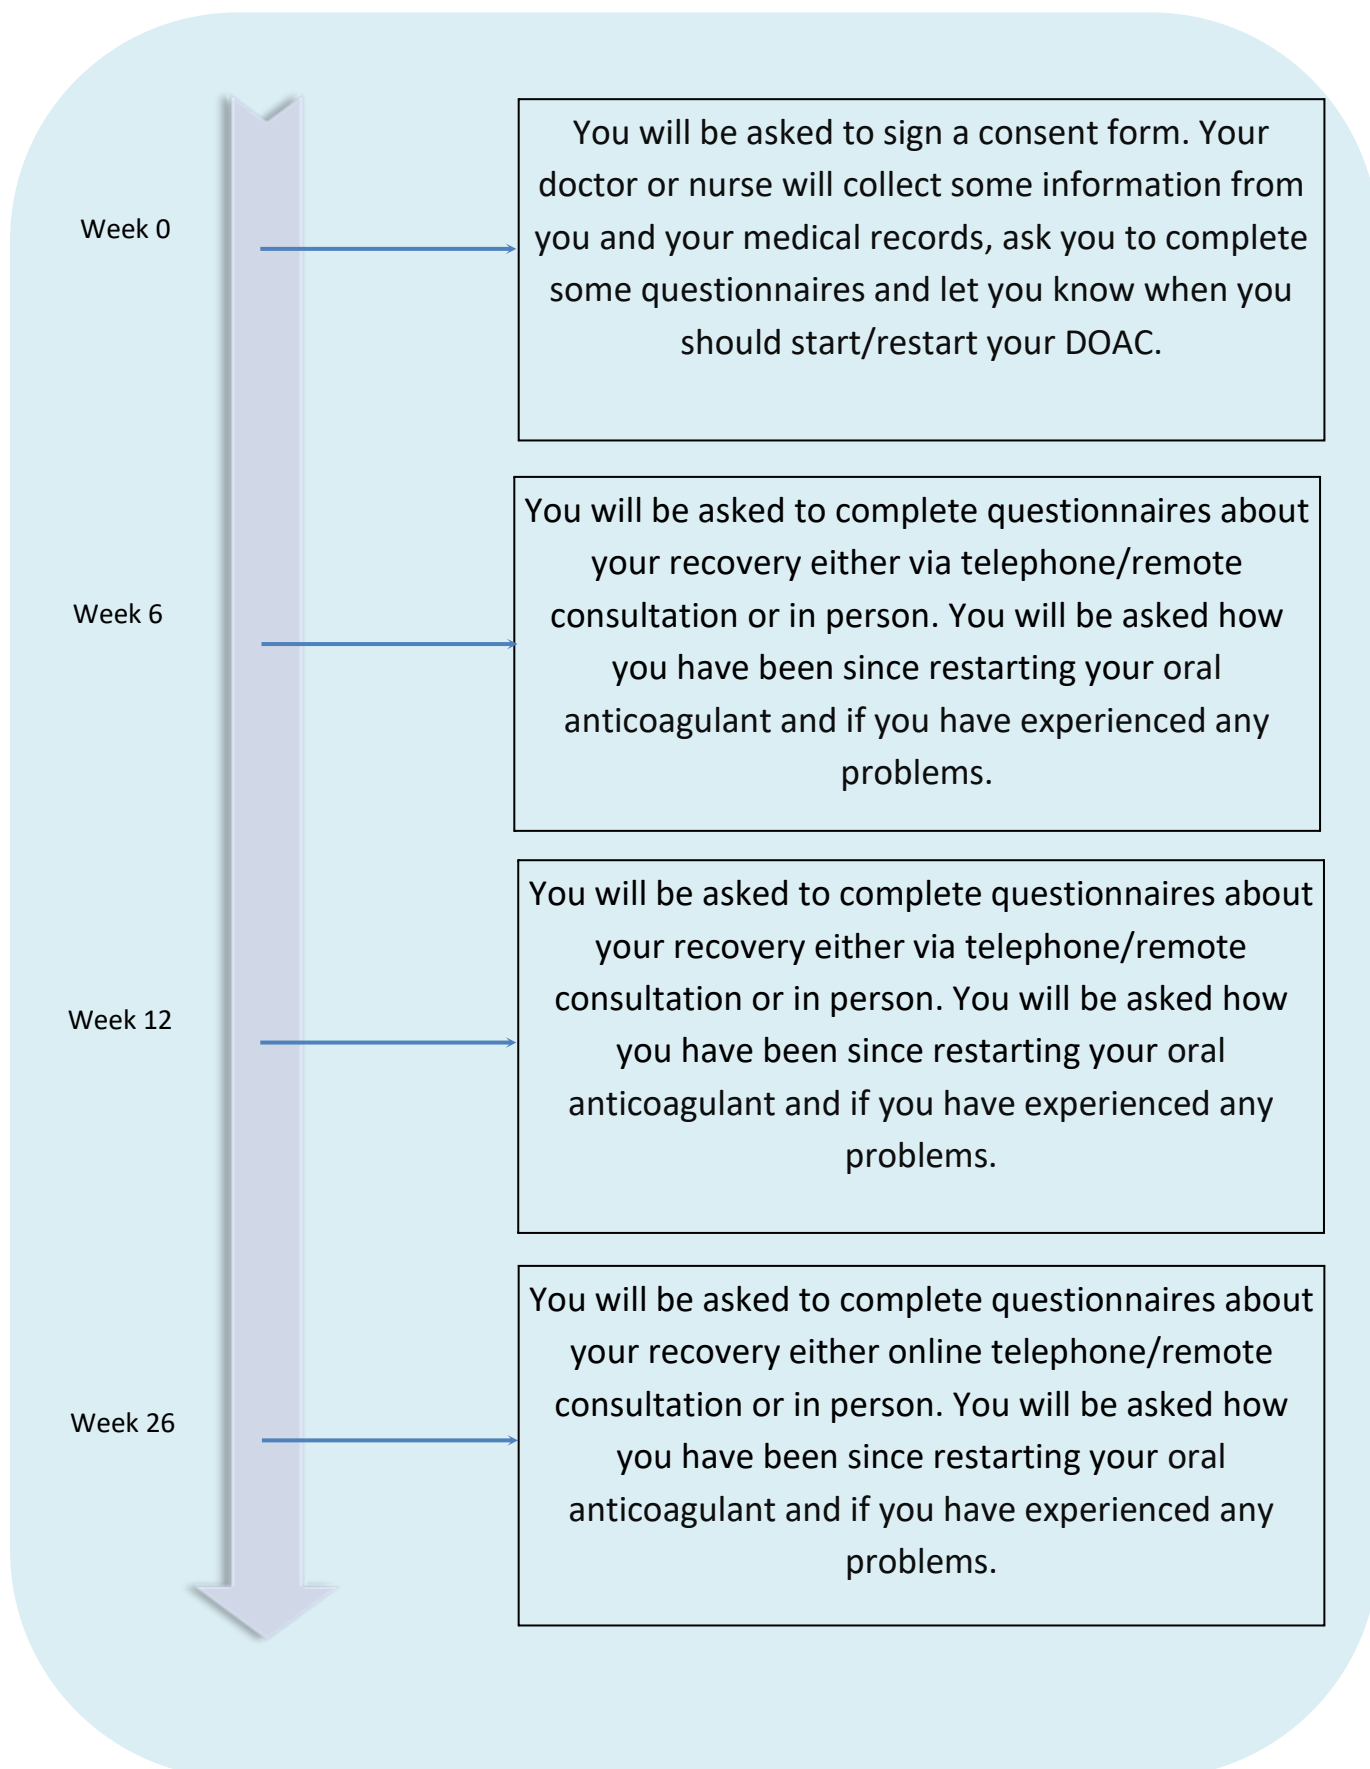 Week 0
You will be asked to sign a consent form. Your
doctor or nurse will collect some information from
you and your medical records, ask you to complete
some questionnaires and let you know when you
should start/restart your DOAC.
Week 6
You will be asked to complete questionnaires about
your recovery either via telephone/remote
consultation or in person. You will be asked how
you have been since restarting your oral
anticoagulant and if you have experienced any
problems.
Week 12
You will be asked to complete questionnaires about
your recovery either via telephone/remote
consultation or in person. You will be asked how
you have been since restarting your oral
anticoagulant and if you have experienced any
problems.
Week 26
You will be asked to complete questionnaires about
your recovery either online telephone/remote
consultation or in person. You will be asked how
you have been since restarting your oral
anticoagulant and if you have experienced any
problems.